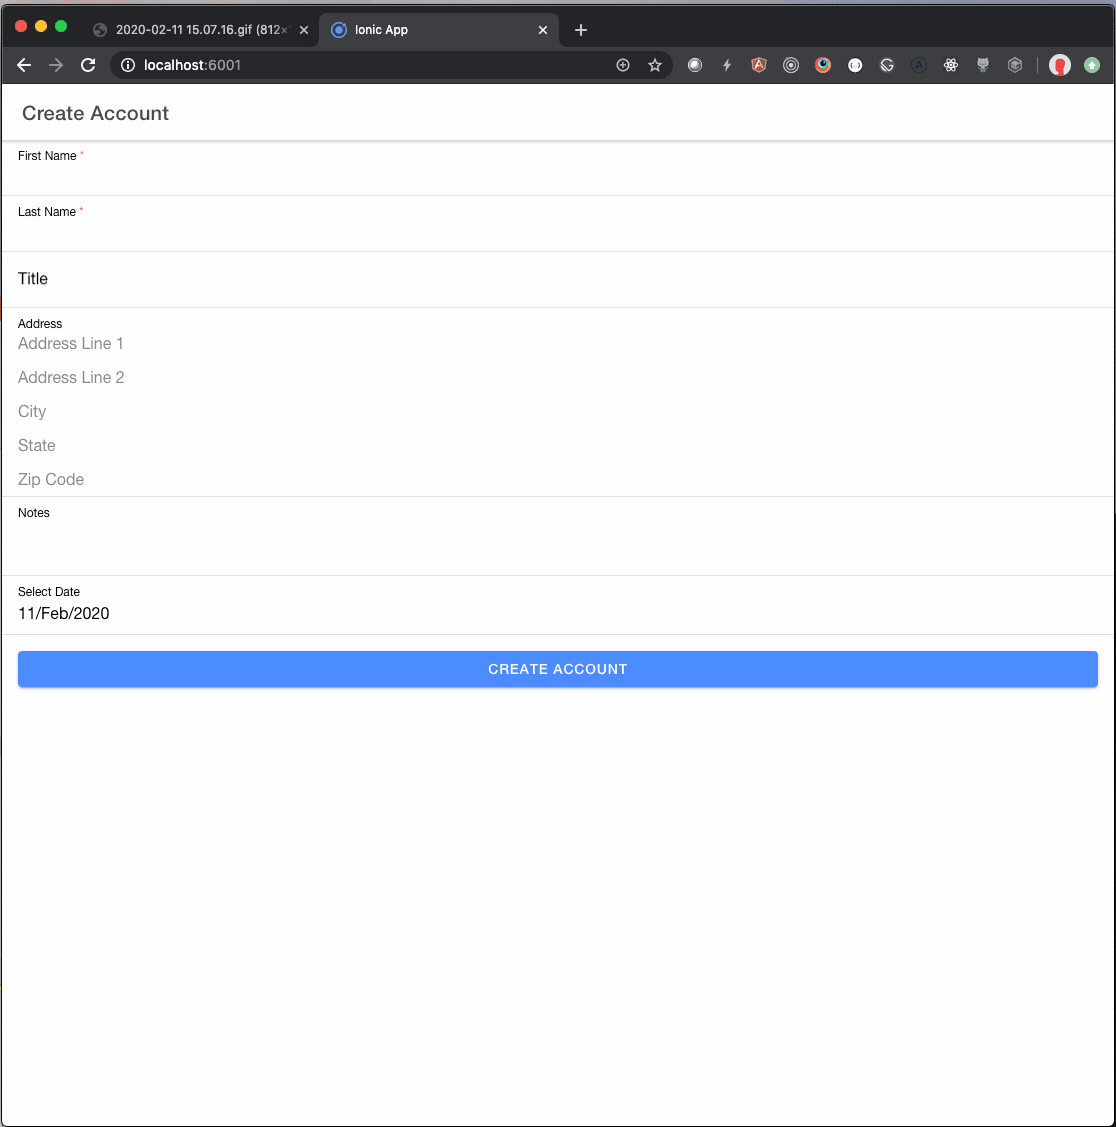 2020-02-11 15.07.16.gif (812×
Ionic App
localhost:6001
Create Account
First Name *
Last Name *
Title
Address
Address Line 1
Address Line 2
City
State
Zip Code
Notes
Select Date
11/Feb/2020
CREATE ACCOUNT